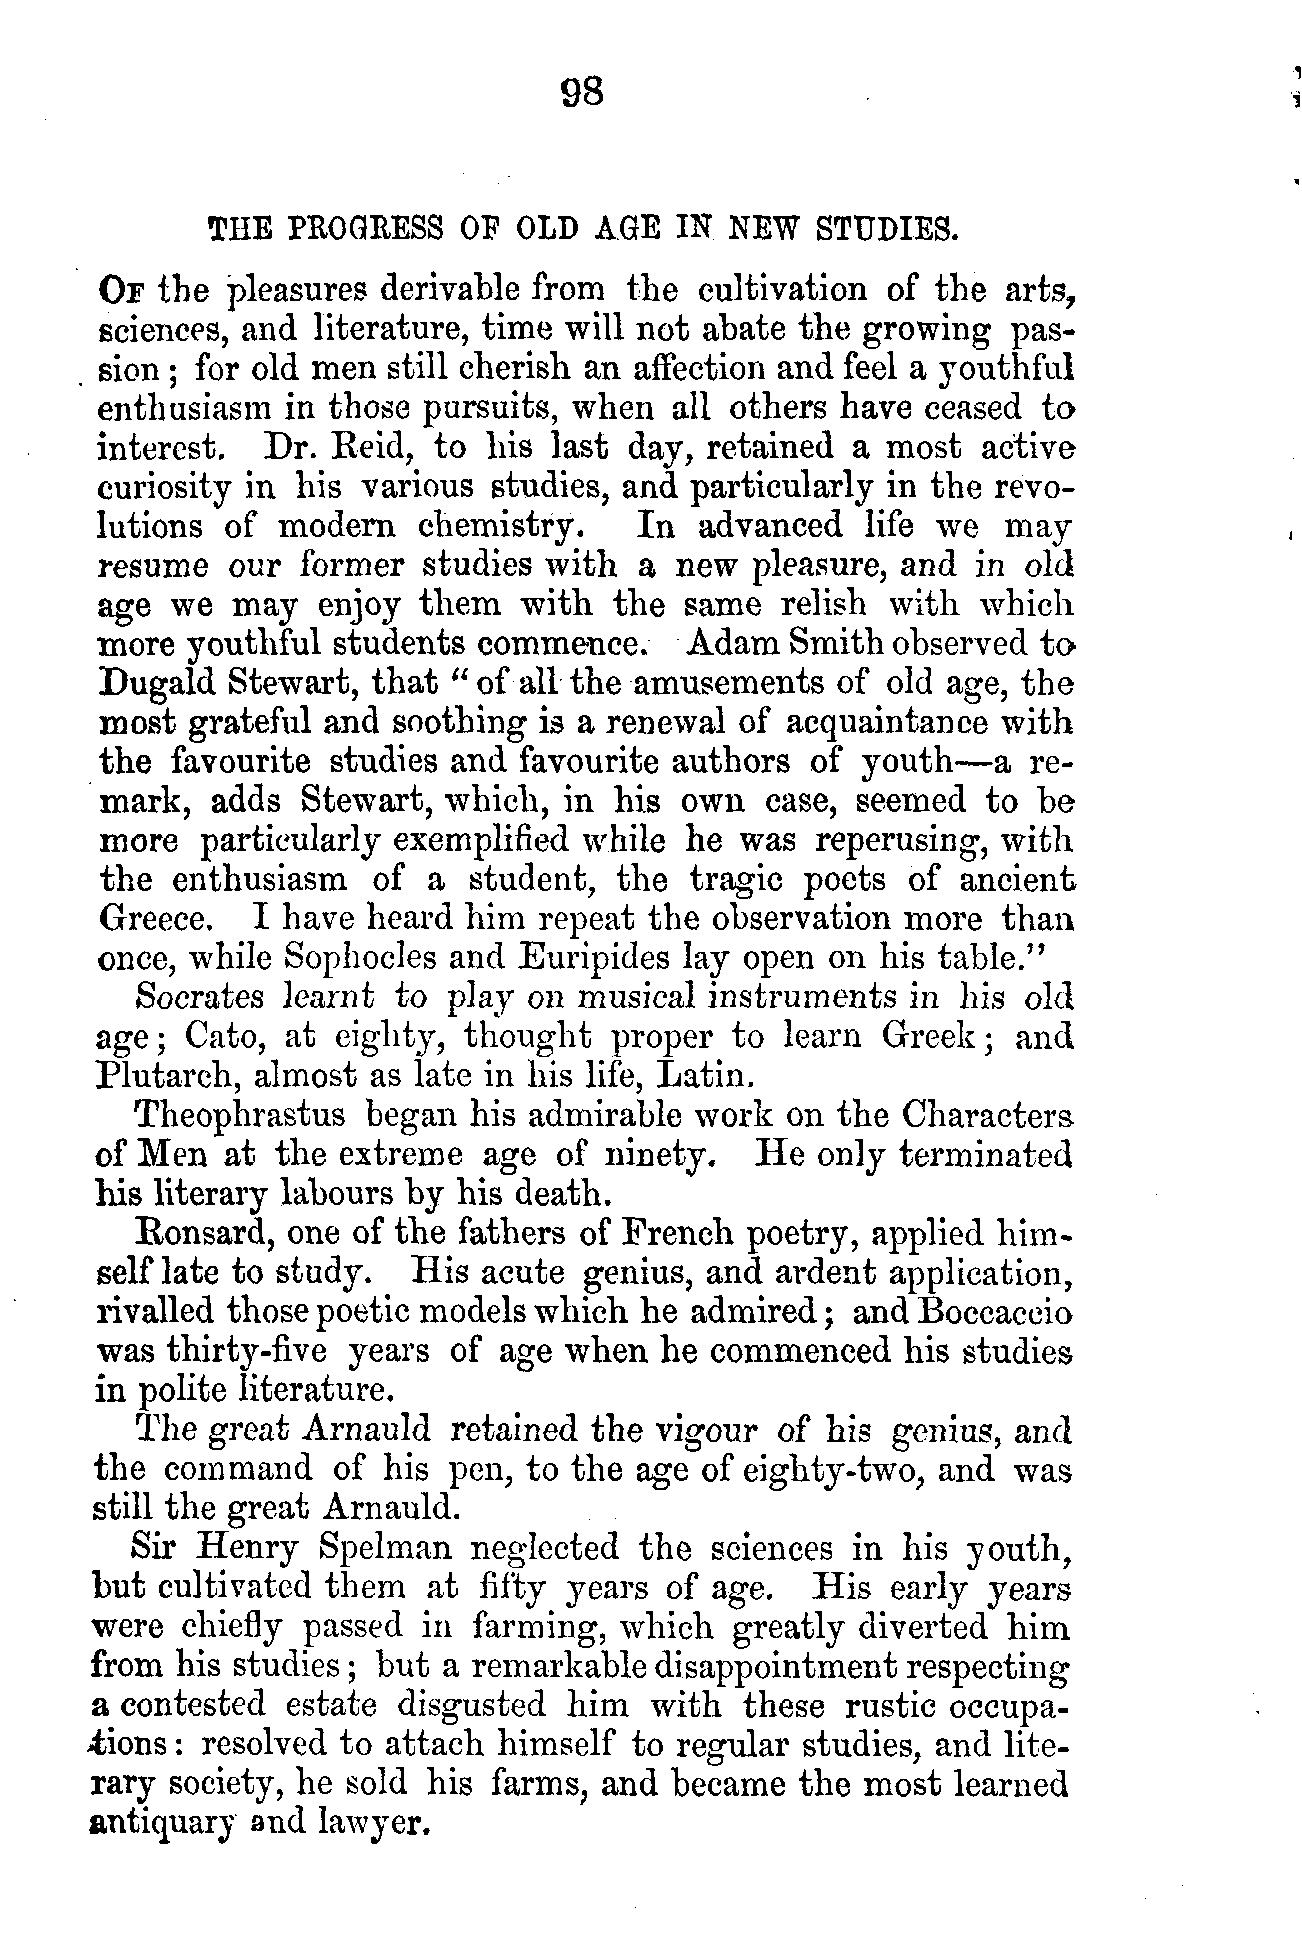 98
THE PROGRESS OF OLD AGE IN NEW STUDIES.
OF the pleasures derivable from the cultivation of the arts,
sciences, and literature, time will not abate the growing pas-
sion ; for old men still cherish an affection and feel a youthful
enthusiasm in those pursuits, when all others have ceased to
interest. Dr. Reid, to his last day, retained a most active
curiosity in his various studies, and particularly in the revo-
lutions of modern chemistry. In advanced life we may
resume our former studies with a new pleasure, and in old
age we may enjoy them with the same relish with which
more youthful students commence. Adam Smith observed to
Dugald Stewart, that “ of all the amusements of old age, the
most grateful and soothing is a renewal of acquaintance with
the favourite studies and favourite authors of youth—a re-
mark, adds Stewart, which, in his own case, seemed to be
more particularly exemplified while he was reperusing, with
the enthusiasm of a student, the tragic poets of ancient
Greece. I have heard him repeat the observation more than
once, while Sophocles and Euripides lay open on his table.”
Socrates learnt to play on musical instruments in his old
age ; Cato, at eighty, thought proper to learn Greek ; and
Plutarch, almost as late in his life, Latin.
Theophrastus began his admirable work on the Characters
of Men at the extreme age of ninety. He only terminated
his literary labours by his death.
Ronsard, one of the fathers of French poetry, applied him-
self late to study. His acute genius, and ardent application,
rivalled those poetic models which he admired ; and Boccaccio
was thirty-five years of age when he commenced his studies
in polite literature.
The great Arnauld retained the vigour of his genius, and
the command of his pen, to the age of eighty-two, and was
still the great Arnauld.
Sir Henry Spelman neglected the sciences in his youth,
but cultivated them at fifty years of age. His early years
were chiefly passed in farming, which greatly diverted him
from his studies ; but a remarkable disappointment respecting
a contested estate disgusted him with these rustic occupa-
tions : resolved to attach himself to regular studies, and lite-
rary society, he sold his farms, and became the most learned
antiquary and lawyer.